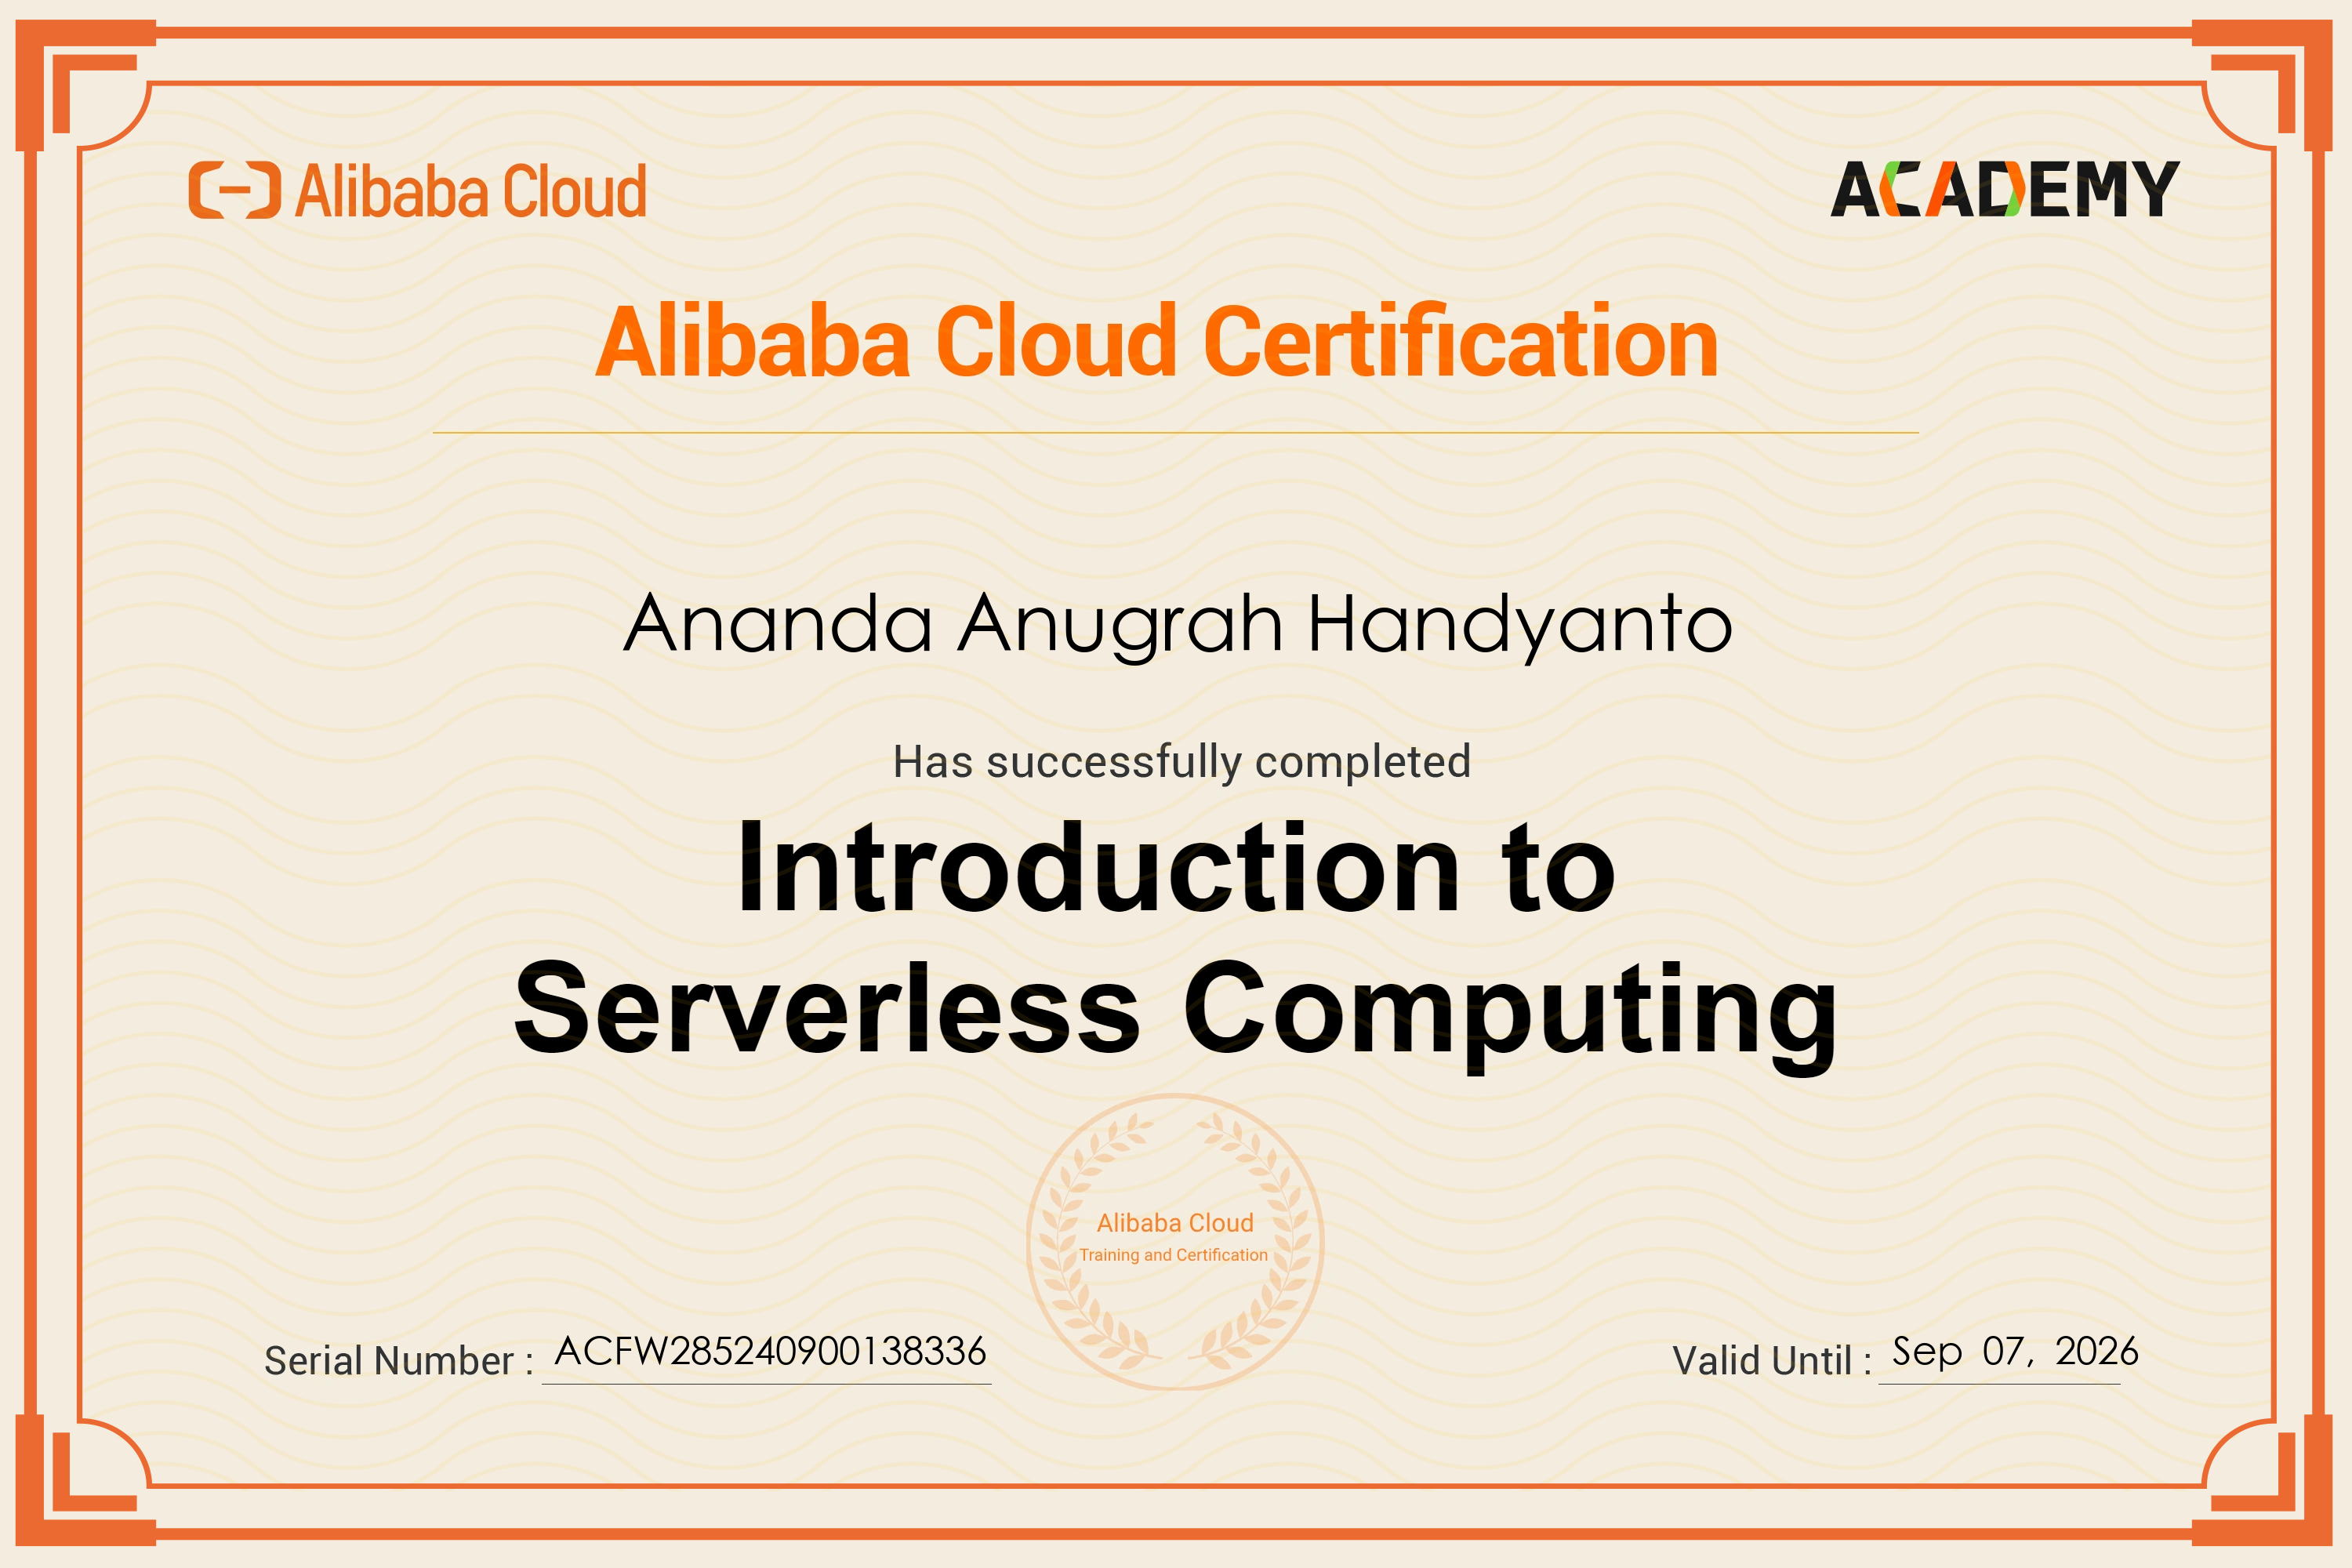 Alibaba Cloud
ACADEMY
Alibaba Cloud Certification
Ananda Anugrah Handyanto
Has successfully completed
Introduction to
Serverless Computing
Alibaba Cloud
Training and Certification
Serial Number : ACFW285240900138336
Valid Until : Sep 07, 2026